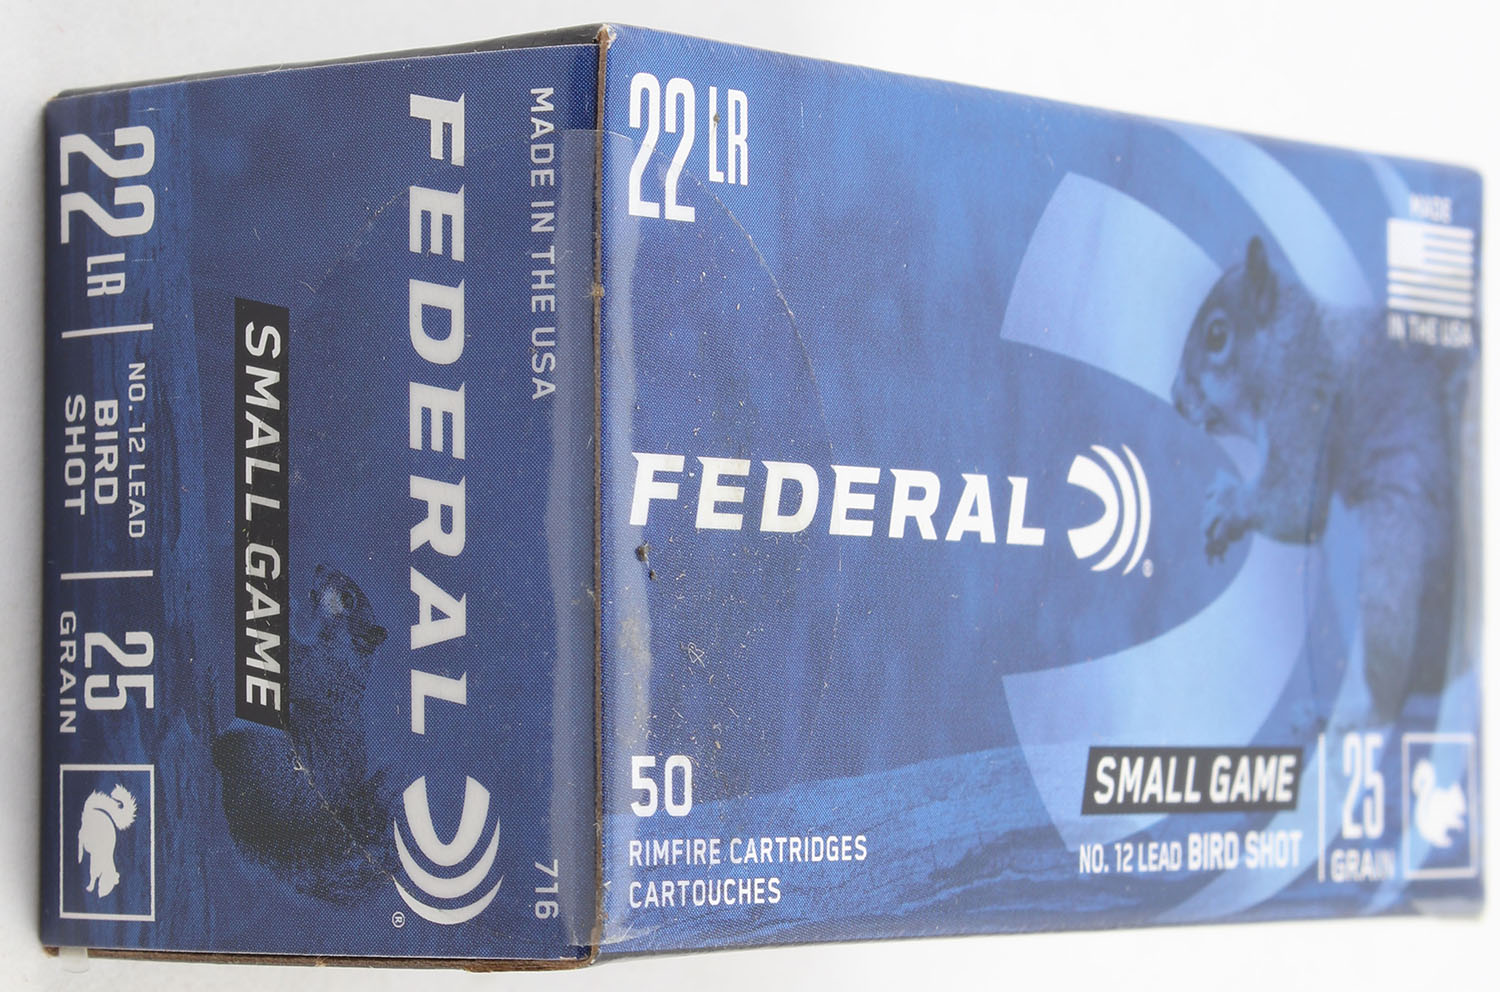 22 LR
MADE
IN THE USA
FEDERAL
®
50
RIMFIRE CARTRIDGES
CARTOUCHES
SMALL GAME
NO. 12 LEAD BIRD SHOT
25
GRAIN
MADE IN THE USA
716
FEDERAL
®
SMALL GAME
22 LR
NO. 12 LEAD
BIRD
SHOT
25
GRAIN